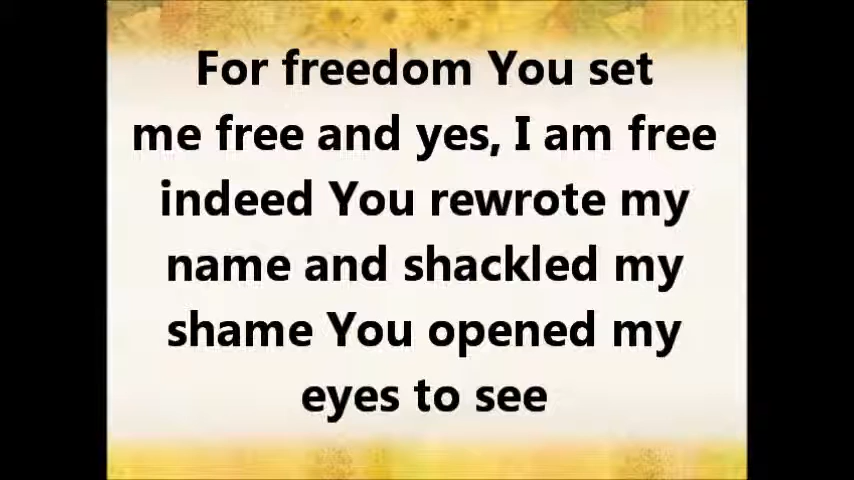 For freedom You set
me free and yes, I am free
indeed You rewrote my
name and shackled my
shame You opened my
eyes to see